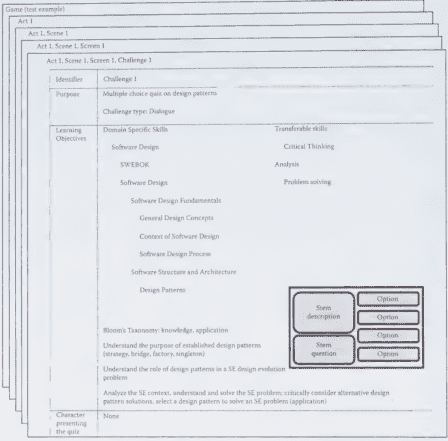 Game (test example)
Act 1
Act 1, Scene 1
Act 1, Scene 1, Screen 1
Act 1, Scene 1, Screen 1, Challenge 1
Identifier Challenge 1
Purpose Multiple choice quiz on design patterns
Challenge type: Dialogue
Learning Domain Specific Skills Transferable skills
Objectives
Software Design Critical Thinking
SWEBOK Analysis
Software Design Problem solving
Software Design Fundamentals
General Design Concepts
Context of Software Design
Software Design Process
Software Structure and Architecture
Design Patterns
Stem
description
Stem
question
Option
Option
Option
Option
Bloom's Taxonomy: knowledge, application
Understand the purpose of established design patterns
(strategy, bridge, factory, singleton)
Understand the role of design patterns in a SE design evolution
problem
Analyze the SE context, understand and solve the SE problem; critically consider alternative design
pattern solutions, select a design pattern to solve an SE problem (application)
Character None
presenting
the quiz